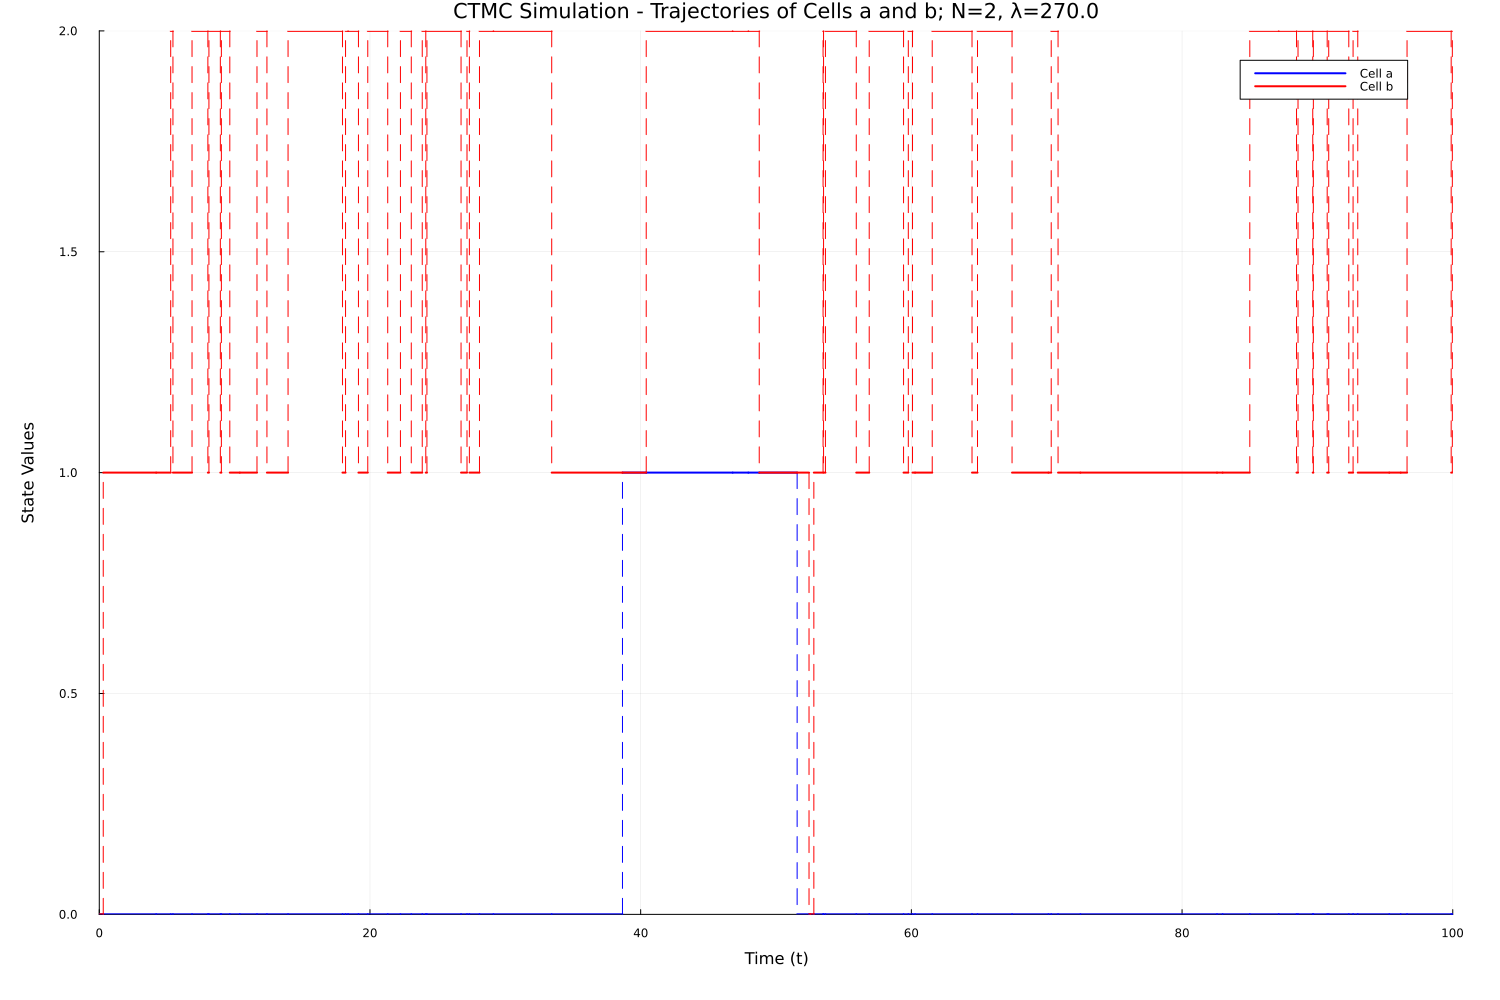 CTMC Simulation - Trajectories of Cells a and b; N=2, λ=270.0
2.0
Cell a
Cell b
1.5
1.0
State Values
0.5
0.0
0 20 40 60 80 100
Time (t)